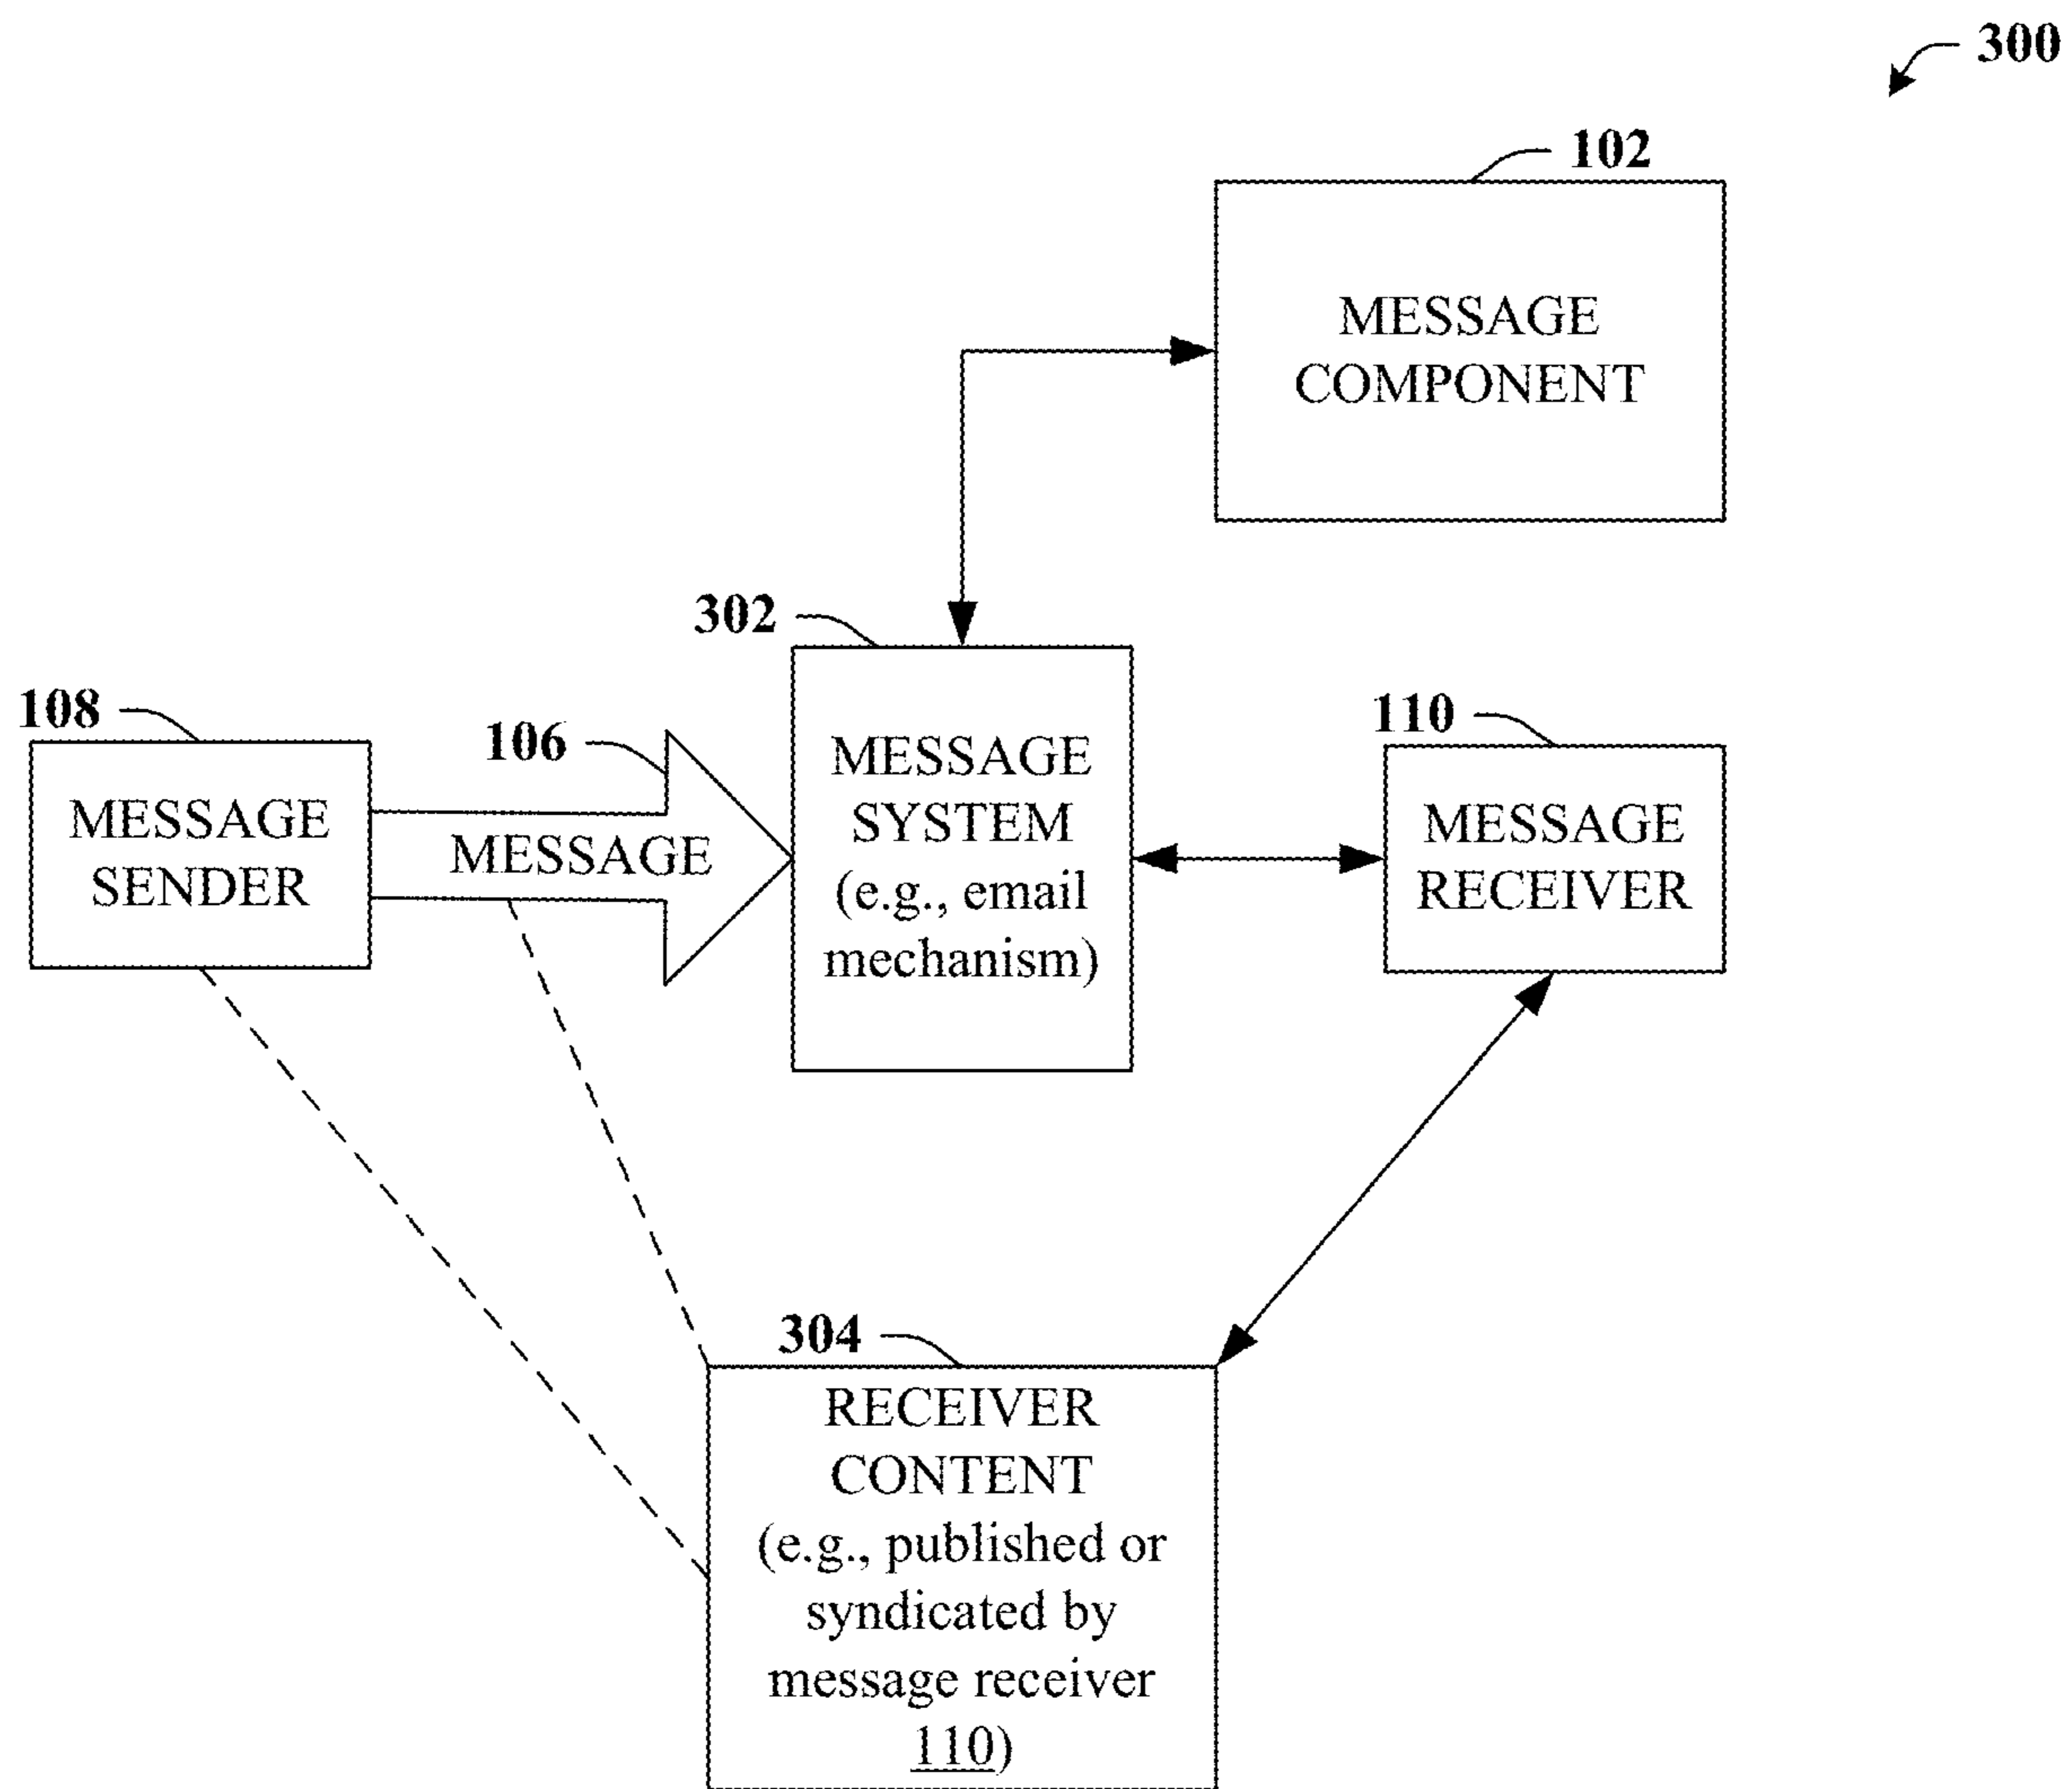 300
102
MESSAGE
COMPONENT
302
108
106
110
MESSAGE
SENDER
MESSAGE
MESSAGE
SYSTEM
(e.g., email
mechanism)
MESSAGE
RECEIVER
304
RECEIVER
CONTENT
(e.g., published or
syndicated by
message receiver
110)